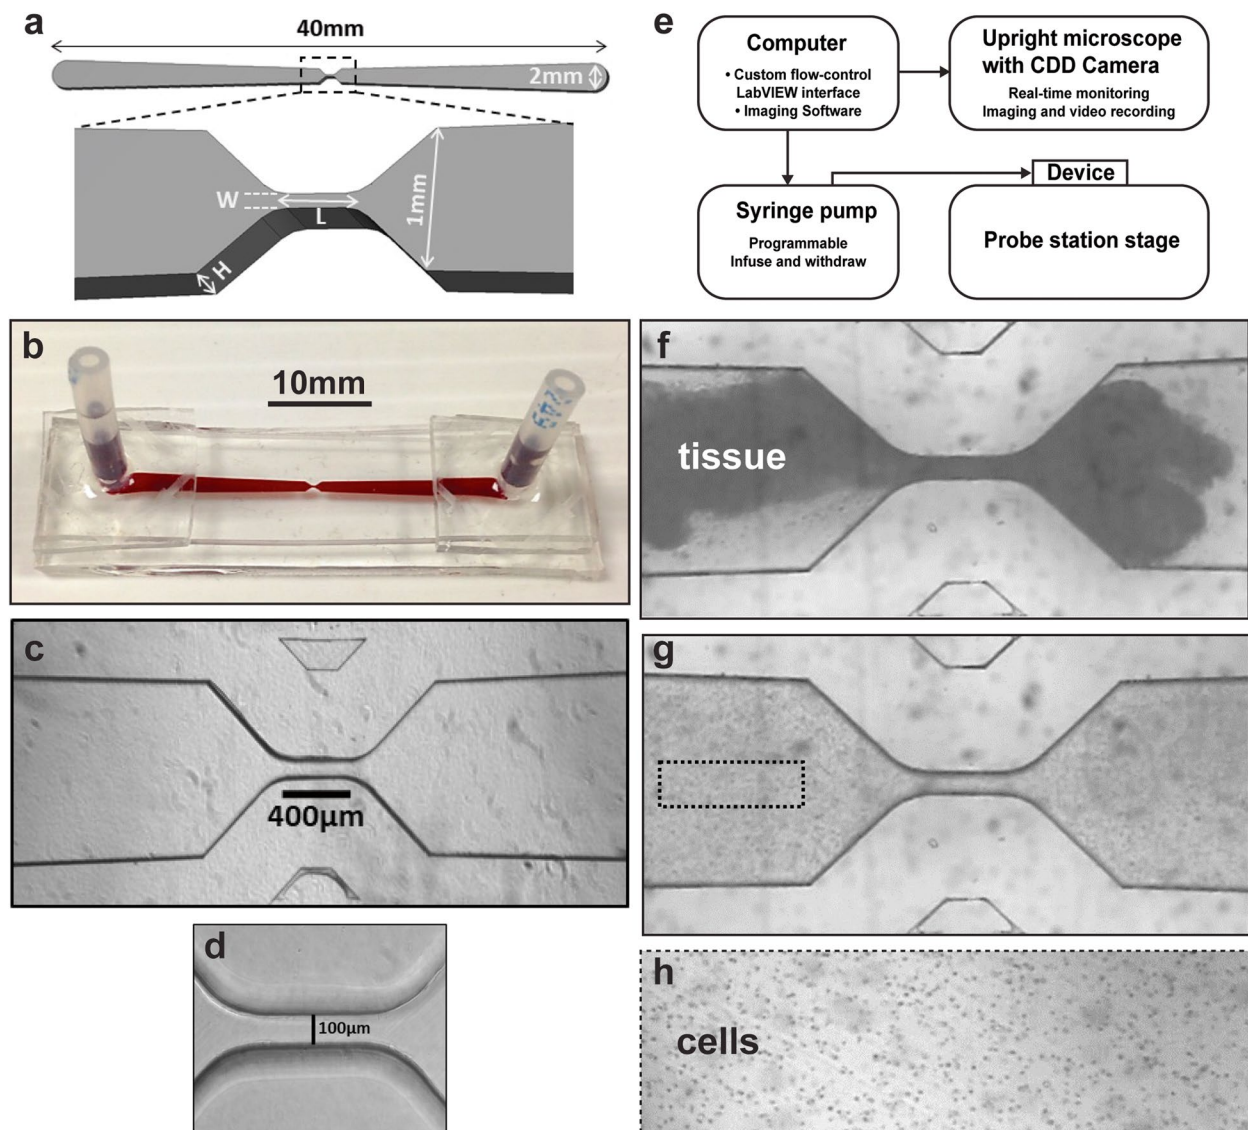 a
40mm
2mm
W
L
1mm
H
b
10mm
c
400µm
d
100µm
e
Computer
• Custom flow-control
LabVIEW interface
• Imaging Software
Upright microscope
with CDD Camera
Real-time monitoring
Imaging and video recording
Syringe pump
Programmable
Infuse and withdraw
Device
Probe station stage
f
tissue
g
h
cells